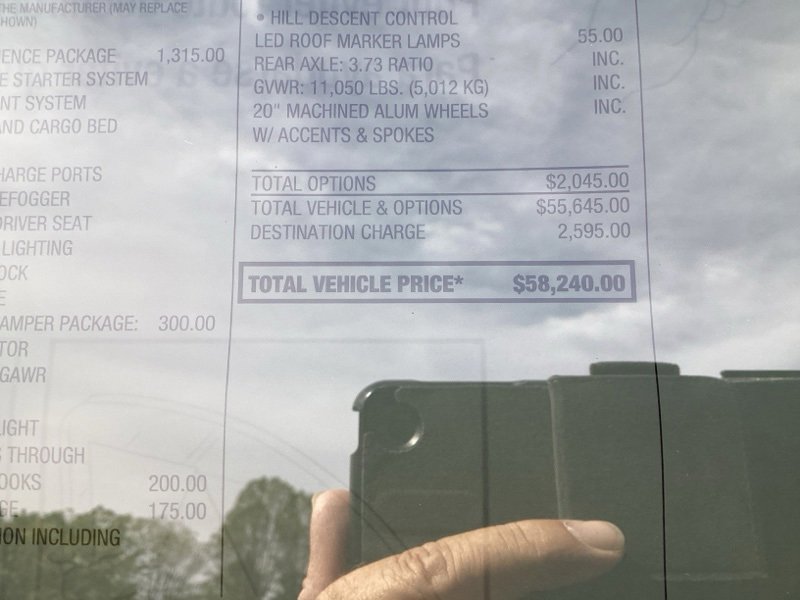 THE MANUFACTURER (MAY REPLACE
HOWN)
ENCE PACKAGE 1,315.00
E STARTER SYSTEM
NT SYSTEM
AND CARGO BED
HARGE PORTS
EFOGGER
DRIVER SEAT
LIGHTING
OCK
E
AMPER PACKAGE: 300.00
TOR
GAWR
IGHT
S THROUGH
OOKS 200.00
GE 175.00
ION INCLUDING
• HILL DESCENT CONTROL
LED ROOF MARKER LAMPS 55.00
REAR AXLE: 3.73 RATIO INC.
GVWR: 11,050 LBS. (5,012 KG) INC.
20" MACHINED ALUM WHEELS INC.
W/ ACCENTS & SPOKES
TOTAL OPTIONS $2,045.00
TOTAL VEHICLE & OPTIONS $55,645.00
DESTINATION CHARGE 2,595.00
TOTAL VEHICLE PRICE* $58,240.00